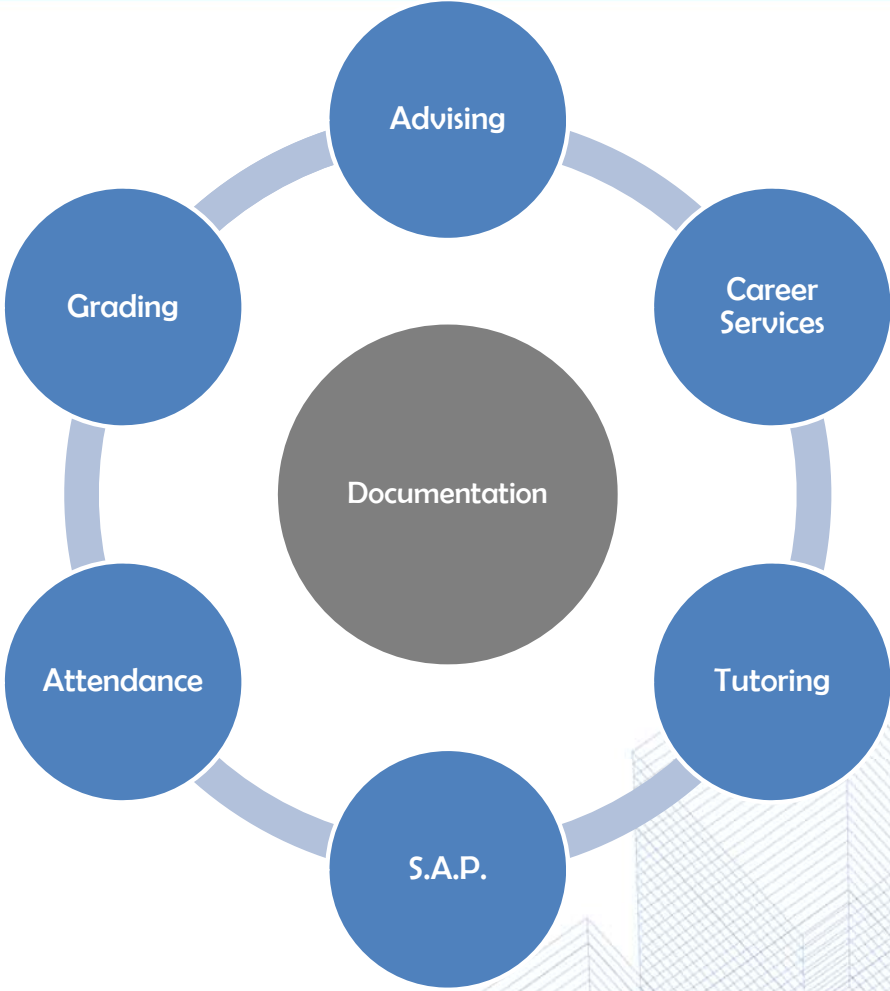 Advising
Career
Services
Grading
Documentation
Attendance
Tutoring
S.A.P.